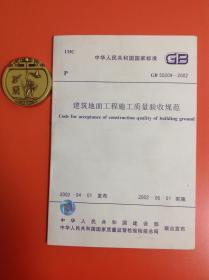 UDC
中华人民共和国国家标准
GB
P
GB 50209-2002
建筑地面工程施工质量验收规范
Code for acceptance of construction quality of building ground
2002-04-01 发布
2002-06-01 实施
中华人民共和国建设部
中华人民共和国国家质量监督检验检疫总局
联合发布